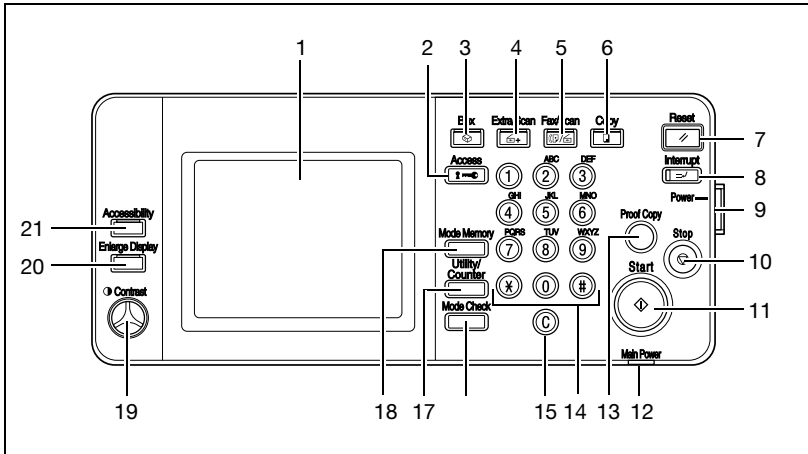 1 2 3 4 5 6
Box Extra Scan Fax/Scan Copy Reset
7
Access
1 ABC 2 DEF 3
Interrupt
8
Power
9
GHI 4 JKL 5 MNO 6
Accessibility
21
Proof Copy
Mode Memory
PQRS 7 TUV 8 WXYZ 9
Stop
10
Enlarge Display
20
Utility/
Counter
Start
Contrast
* 0 #
11
Mode Check
C
Main Power
19 18 17 15 14 13 12